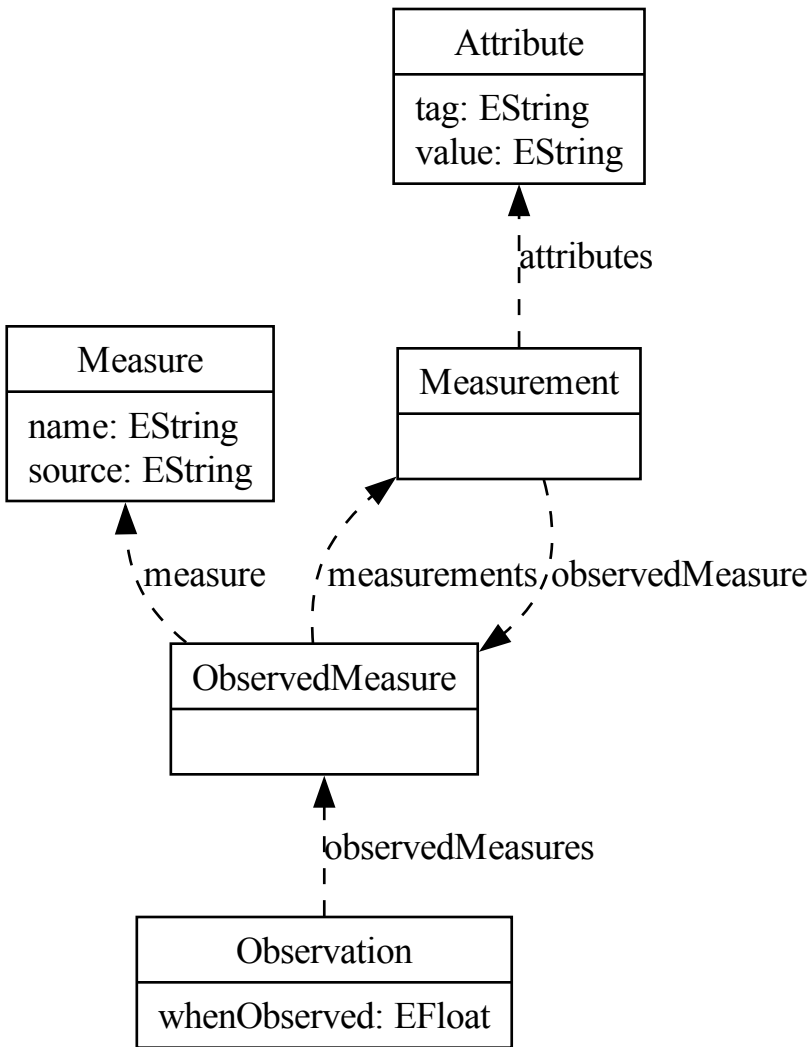 Attribute
tag: EString
value: EString
attributes
Measure
name: EString
source: EString
Measurement
measure
measurements
observedMeasure
ObservedMeasure
observedMeasures
Observation
whenObserved: EFloat